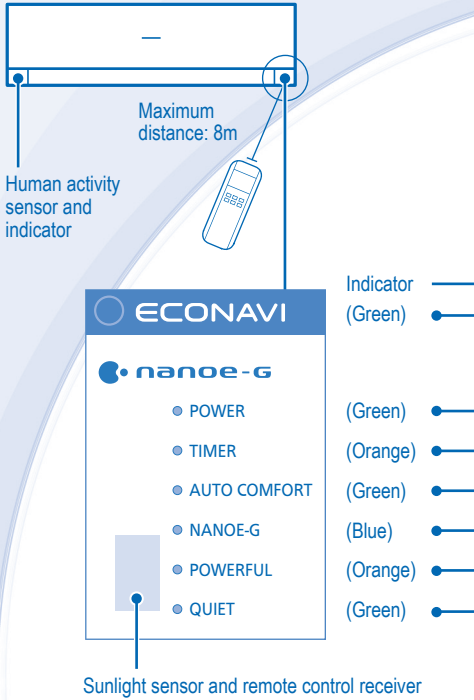 Maximum
distance: 8m
Human activity
sensor and
indicator
Indicator
ECONAVI (Green)
nanoe-G
POWER (Green)
TIMER (Orange)
AUTO COMFORT (Green)
NANOE-G (Blue)
POWERFUL (Orange)
QUIET (Green)
Sunlight sensor and remote control receiver